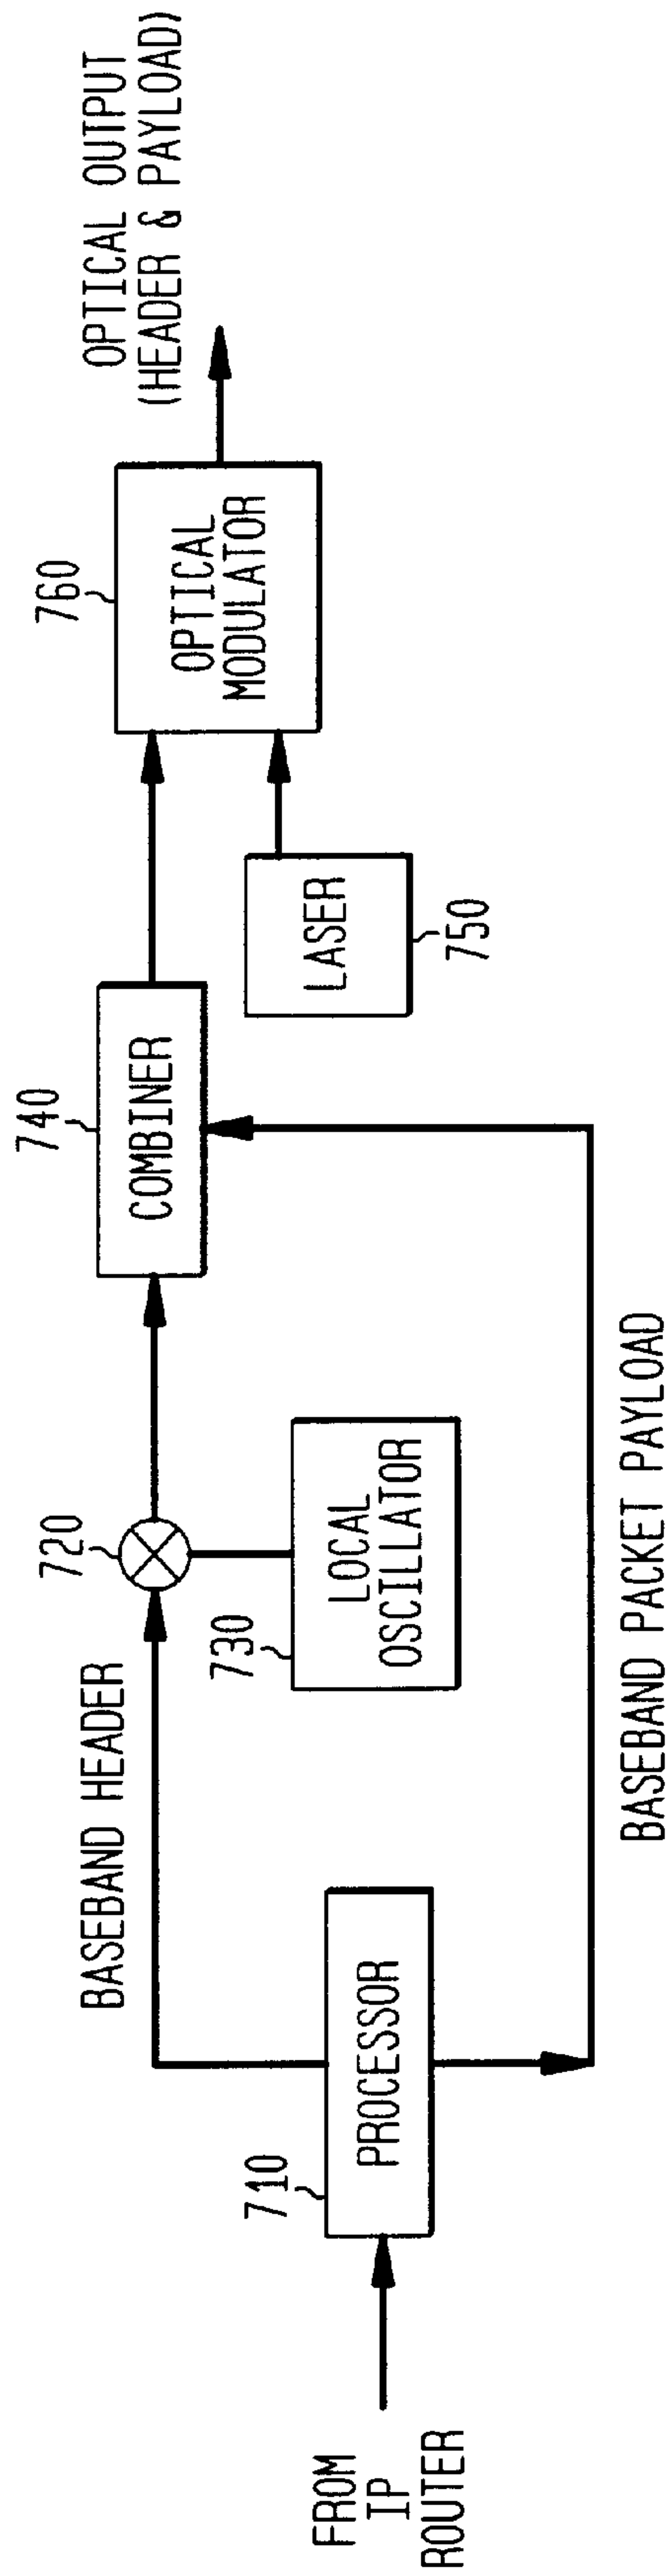 FROM
IP
ROUTER
710
PROCESSOR
BASEBAND HEADER
720
730
LOCAL
OSCILLATOR
BASEBAND PACKET PAYLOAD
740
COMBINER
LASER
750
760
OPTICAL
MODULATOR
OPTICAL OUTPUT
(HEADER & PAYLOAD)